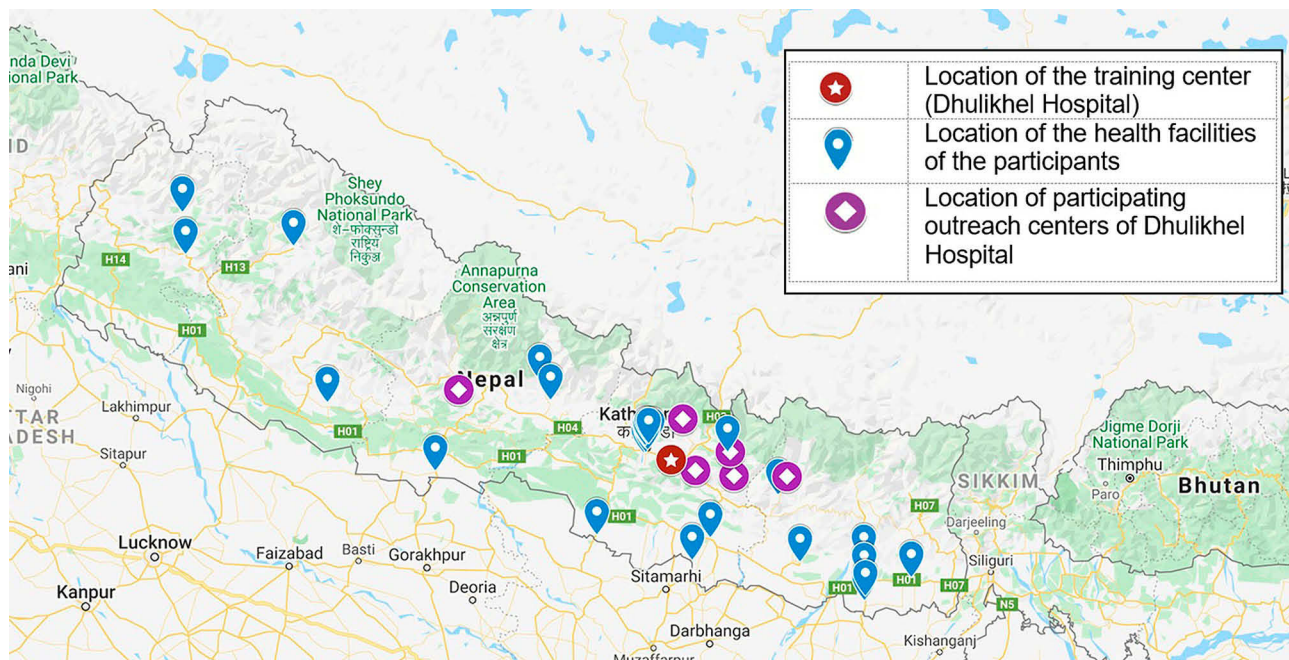 nda Devi
ional Park
ND
Shey
Phoksundo
National Park
शे-फोक्सुन्डो
राष्ट्रिय
निकुञ्ज
H14
H13
ani
Annapurna
Conservation
Area
अन्नपूर्ण
संरक्षण
क्षेत्र
H01
Nepal
Nigohi
Lakhimpur
TAR
ADESH
Sitapur
H01
H04
H01
H01
H07
SIKKIM
Darjeeling
Siliguri
H01
H01
H07
N5
Jigme Dorji
National Park
Thimphu
Paro
Bhutan
Lucknow
Faizabad
Basti
Gorakhpur
Deoria
Kanpur
Sitamarhi
Darbhanga
Muzaffarpur
Kishanganj
Location of the training center
(Dhulikhel Hospital)
Location of the health facilities
of the participants
Location of participating
outreach centers of Dhulikhel
Hospital